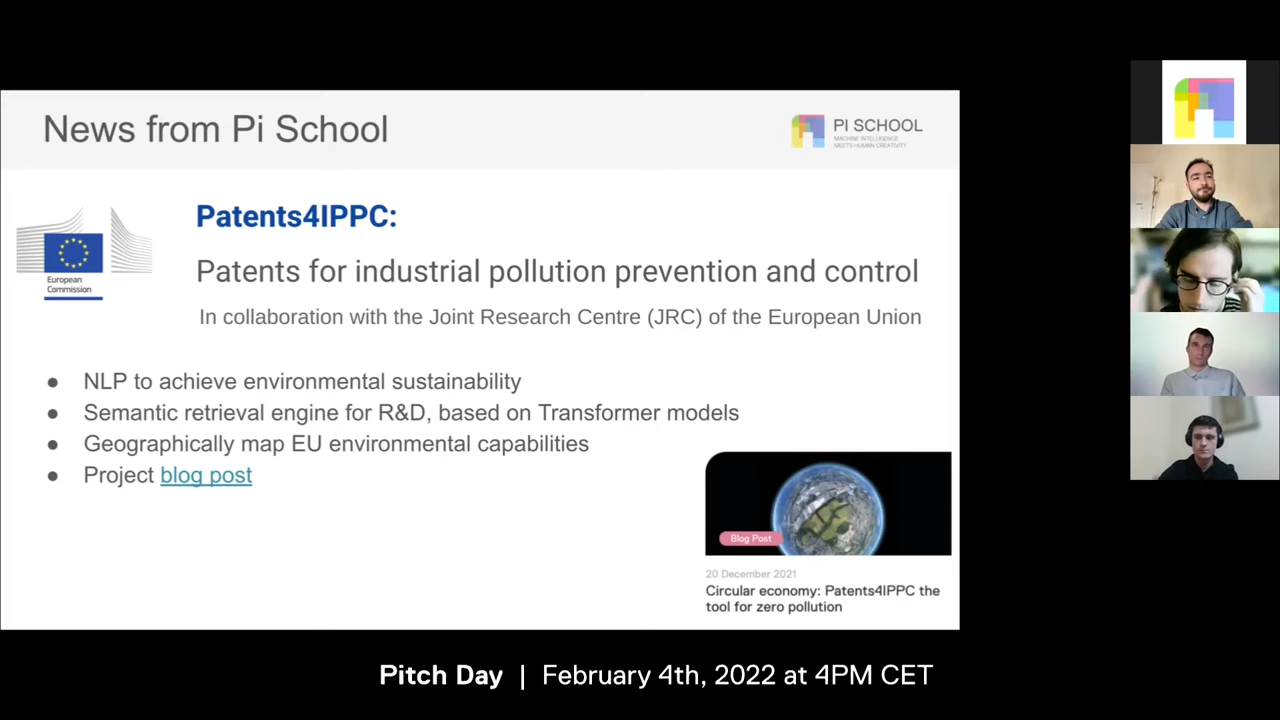 News from Pi School
PI SCHOOL
MACHINE INTELLIGENCE
MEETS HUMAN CREATIVITY
European
Commission
Patents4IPPC:
Patents for industrial pollution prevention and control
In collaboration with the Joint Research Centre (JRC) of the European Union
● NLP to achieve environmental sustainability
● Semantic retrieval engine for R&D, based on Transformer models
● Geographically map EU environmental capabilities
● Project blog post
Blog Post
20 December 2021
Circular economy: Patents4IPPC the
tool for zero pollution
Pitch Day | February 4th, 2022 at 4PM CET